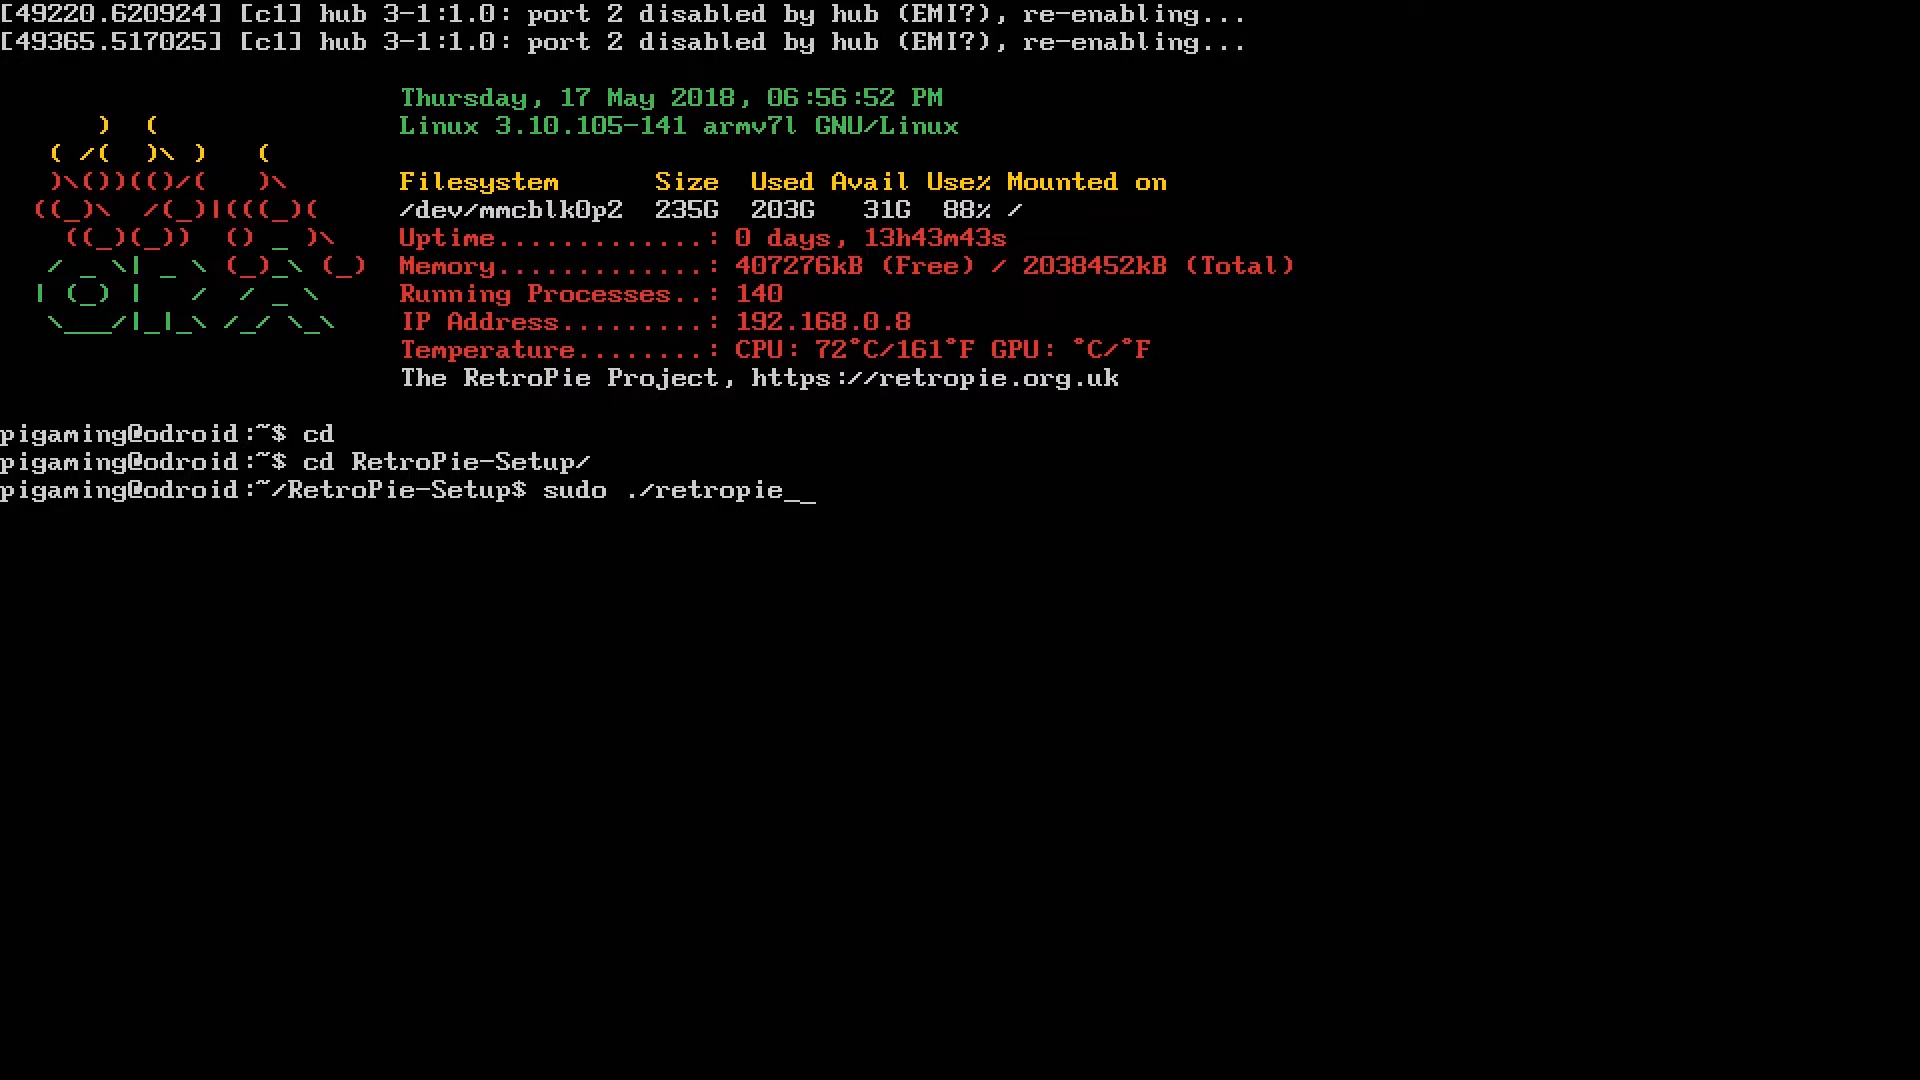 [49220.620924] [c1] hub 3-1:1.0: port 2 disabled by hub (EMI?), re-enabling...
[49365.517025] [c1] hub 3-1:1.0: port 2 disabled by hub (EMI?), re-enabling...
Thursday, 17 May 2018, 06:56:52 PM
Linux 3.10.105-141 armv7l GNU/Linux
Filesystem Size Used Avail Use% Mounted on
/dev/mmcblk0p2 235G 203G 31G 88% /
Uptime.............: 0 days, 13h43m43s
Memory.............: 407276kB (Free) / 2038452kB (Total)
Running Processes..: 140
IP Address.........: 192.168.0.8
Temperature........: CPU: 72°C/161°F GPU: °C/°F
The RetroPie Project, https://retropie.org.uk
pigaming@odroid:~$ cd
pigaming@odroid:~$ cd RetroPie-Setup/
pigaming@odroid:~/RetroPie-Setup$ sudo ./retropie_